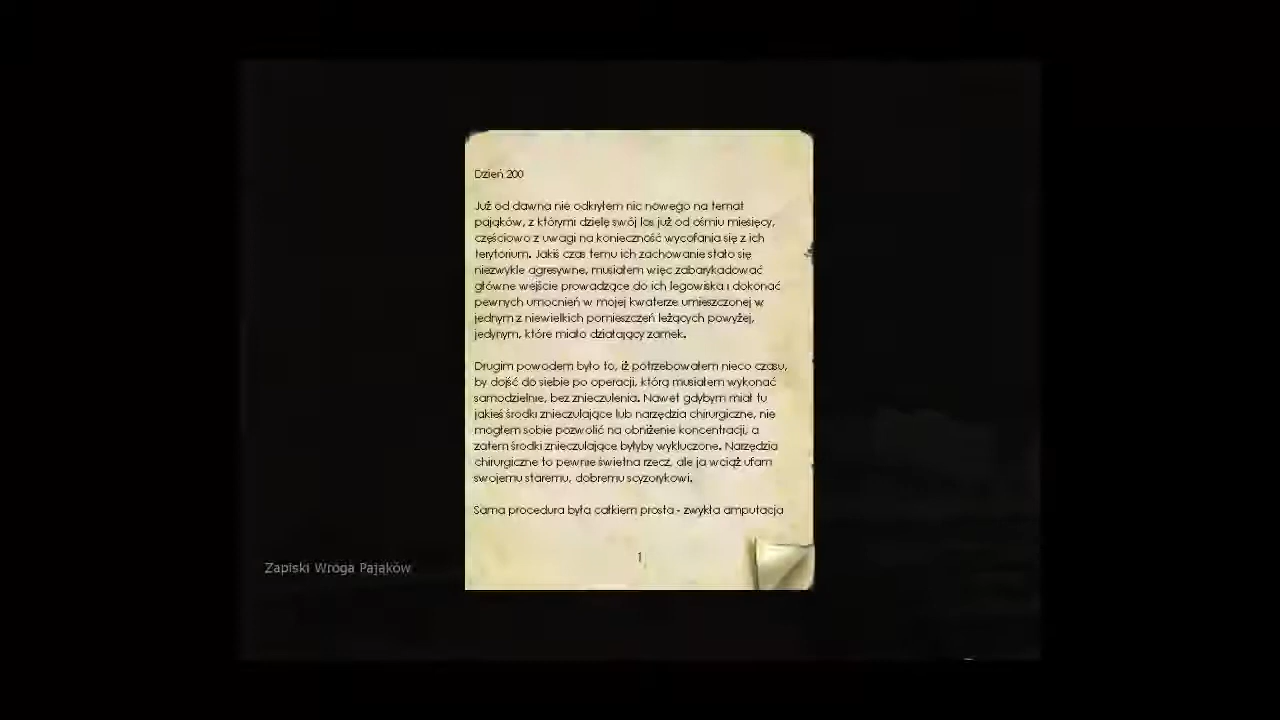 Dzień 200
Już od dawna nie odkryłem nic nowego na temat
pająków, z którymi dzielę swój los już od ośmiu miesięcy,
częściowo z uwagi na konieczność wycofania się z ich
terytorium. Jakiś czas temu ich zachowanie stało się
niezwykle agresywne, musiałem więc zabarykadować
główne wejście prowadzące do ich legowiska i dokonać
pewnych umocnień w mojej kwaterze umieszczonej w
jednym z niewielkich pomieszczeń leżących powyżej,
jedynym, które miało działający zamek.
Drugim powodem było to, iż potrzebowałem nieco czasu,
by dojść do siebie po operacji, którą musiałem wykonać
samodzielnie, bez znieczulenia. Nawet gdybym miał tu
jakieś środki znieczulające lub narzędzia chirurgiczne, nie
mogłem sobie pozwolić na obniżenie koncentracji, a
zatem środki znieczulające byłyby wykluczone. Narzędzia
chirurgiczne to pewnie świetna rzecz, ale ja wciąż ufam
swojemu staremu, dobremu scyzorykowi.
Sama procedura była całkiem prosta - zwykła amputacja
1
Zapiski Wroga Pająków